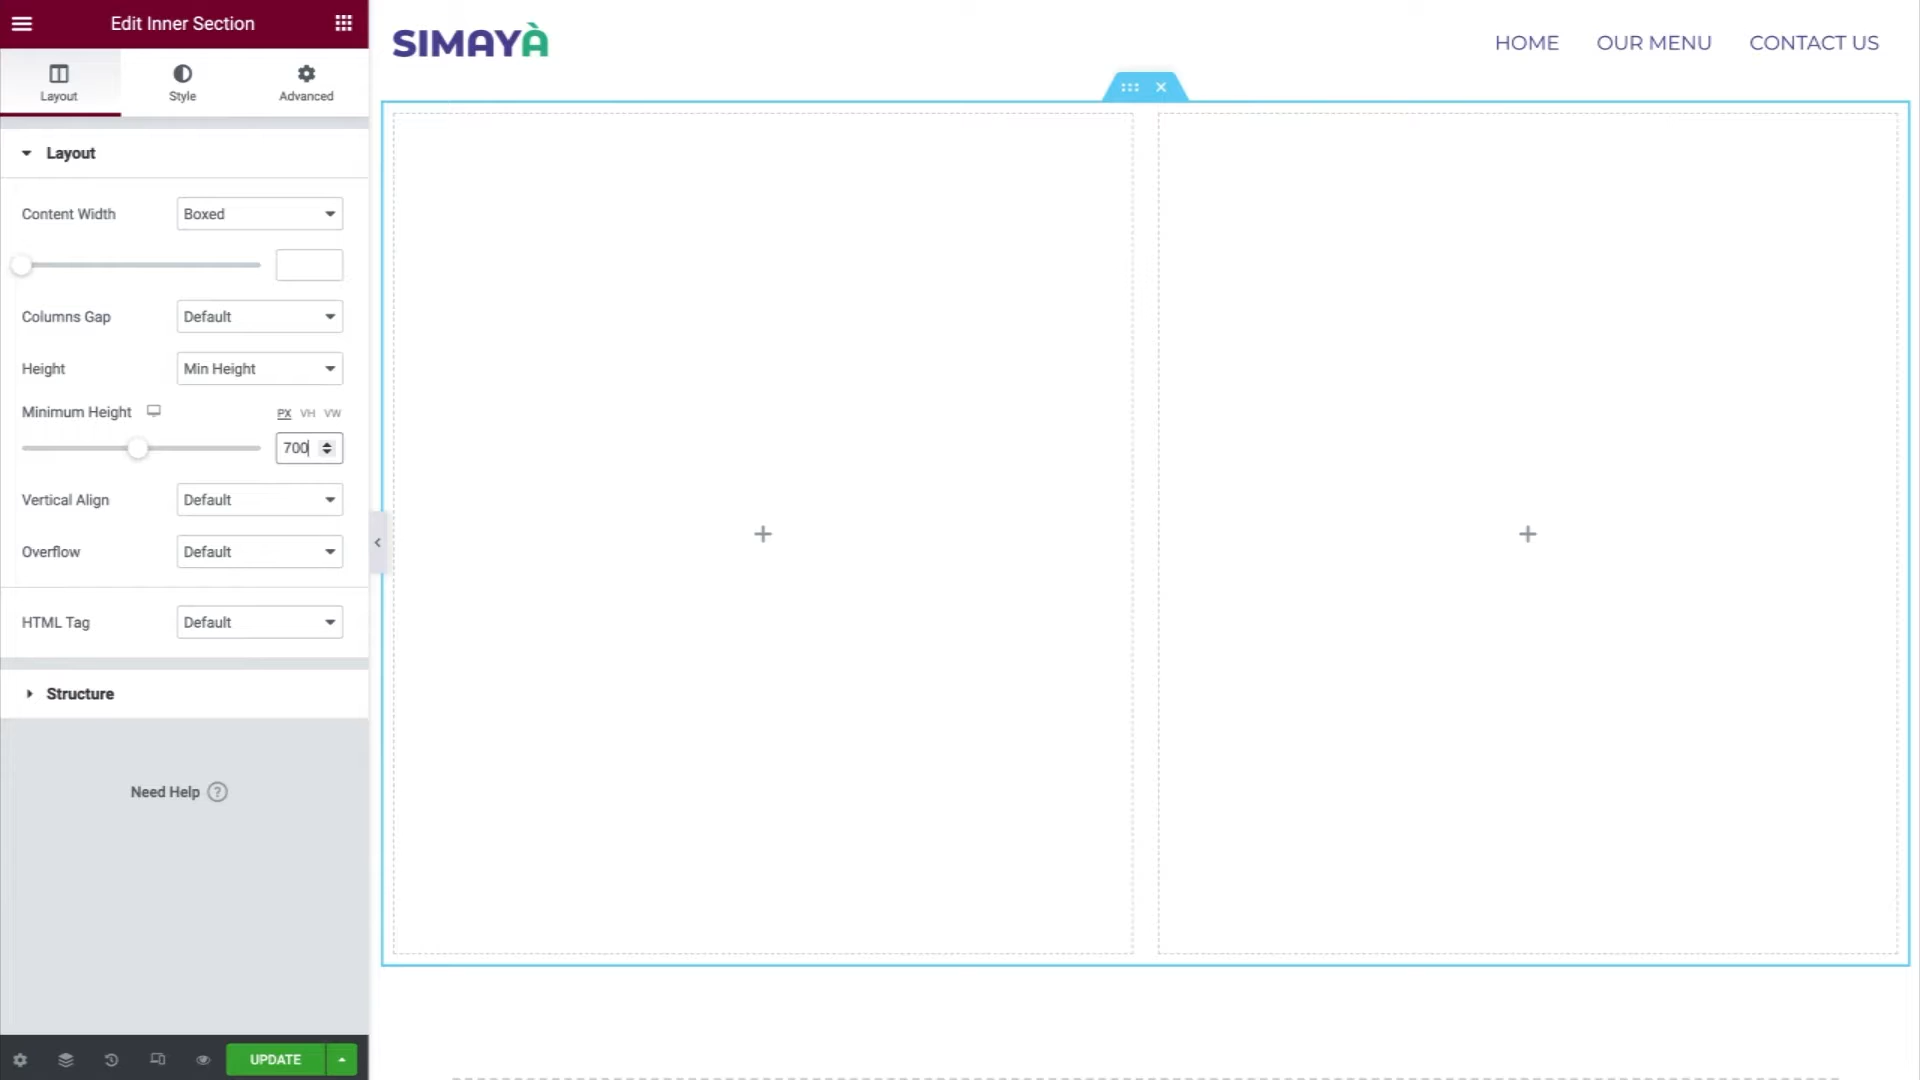 Edit Inner Section
SIMAYÀ
HOME OUR MENU CONTACT US
Layout Style Advanced
Layout
Content Width Boxed
Columns Gap Default
Height Min Height
Minimum Height PX VH VW
700
Vertical Align Default
Overflow Default
HTML Tag Default
Structure
Need Help ?
UPDATE